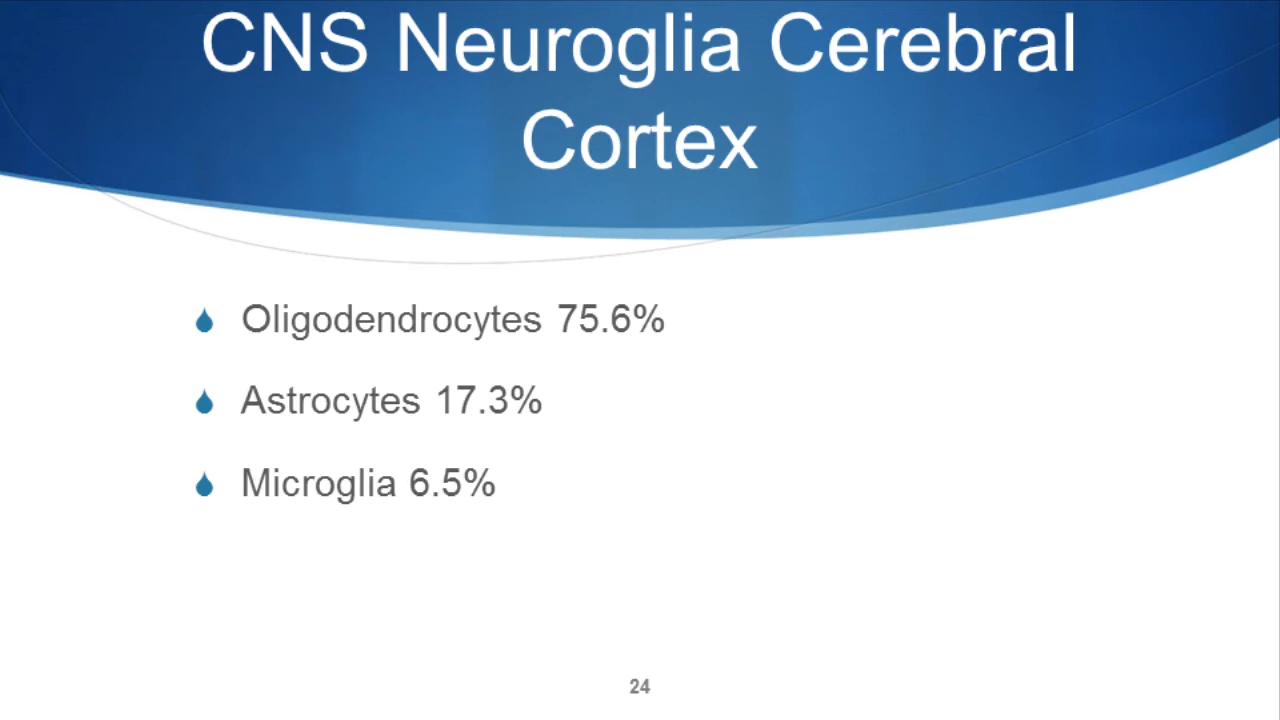 CNS Neuroglia Cerebral
Cortex
Oligodendrocytes 75.6%
Astrocytes 17.3%
Microglia 6.5%
24